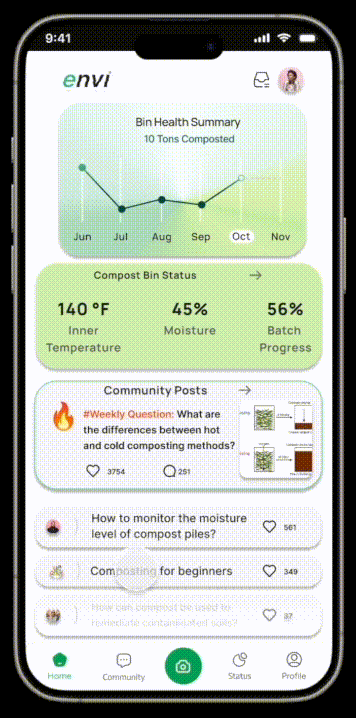 9:41
envi
Bin Health Summary
10 Tons Composted
Jun Jul Aug Sep Oct Nov
Compost Bin Status →
140 °F 45% 56%
Inner Temperature Moisture Batch Progress
Community Posts →
#Weekly Question: What are
the differences between hot
and cold composting methods?
3754 251
How to monitor the moisture
level of compost piles?
561
Composting for beginners
349
How can compost be used to
remediate contaminated soils?
37
Home Community Status Profile